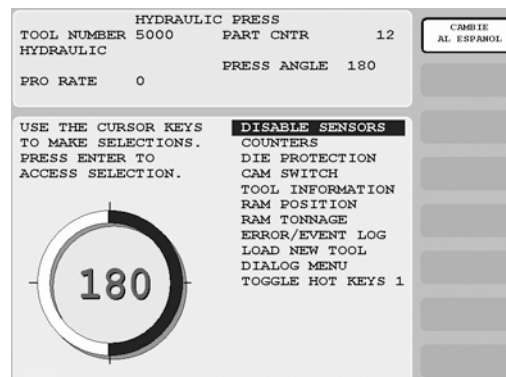 HYDRAULIC PRESS
TOOL NUMBER 5000 PART CNTR 12
HYDRAULIC
PRESS ANGLE 180
PRO RATE 0
CAMBIE
AL ESPANOL
USE THE CURSOR KEYS
TO MAKE SELECTIONS.
PRESS ENTER TO
ACCESS SELECTION.
180
DISABLE SENSORS
COUNTERS
DIE PROTECTION
CAM SWITCH
TOOL INFORMATION
RAM POSITION
RAM TONNAGE
ERROR/EVENT LOG
LOAD NEW TOOL
DIALOG MENU
TOGGLE HOT KEYS 1